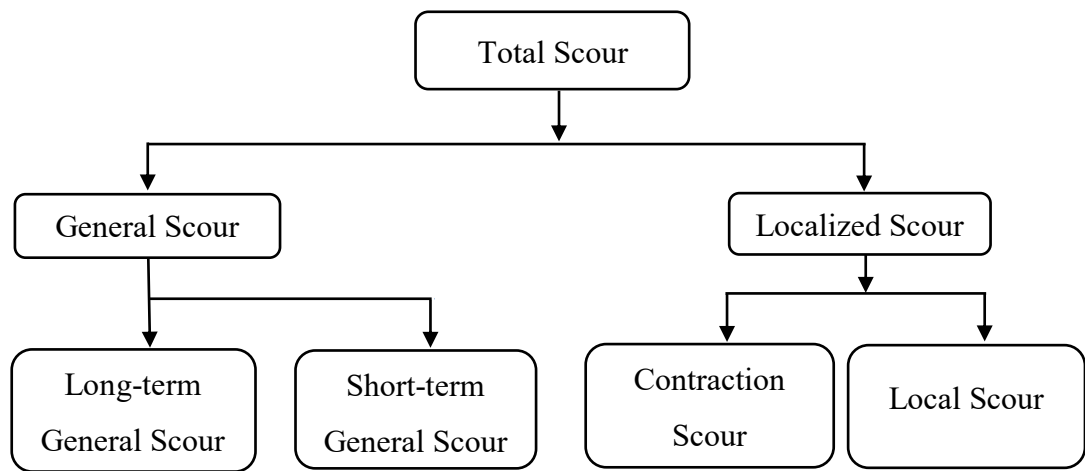 Total Scour
General Scour
Localized Scour
Long-term
General Scour
Short-term
General Scour
Contraction
Scour
Local Scour